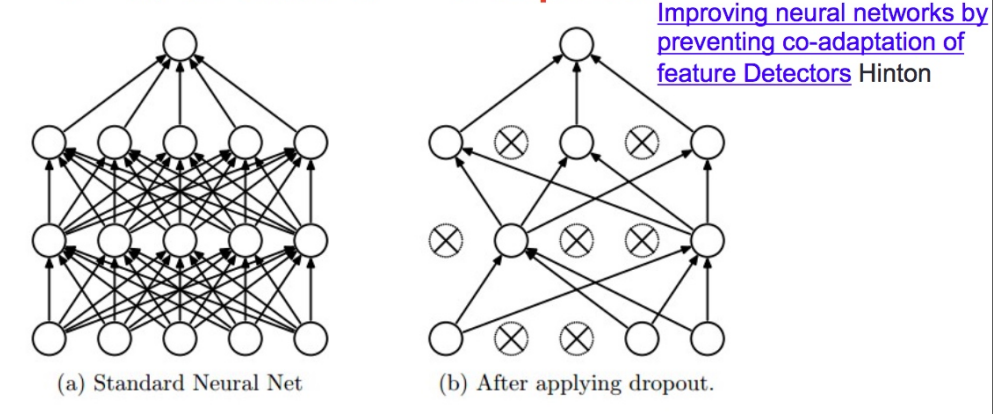 Improving neural networks by
preventing co-adaptation of
feature Detectors Hinton
(a) Standard Neural Net
(b) After applying dropout.